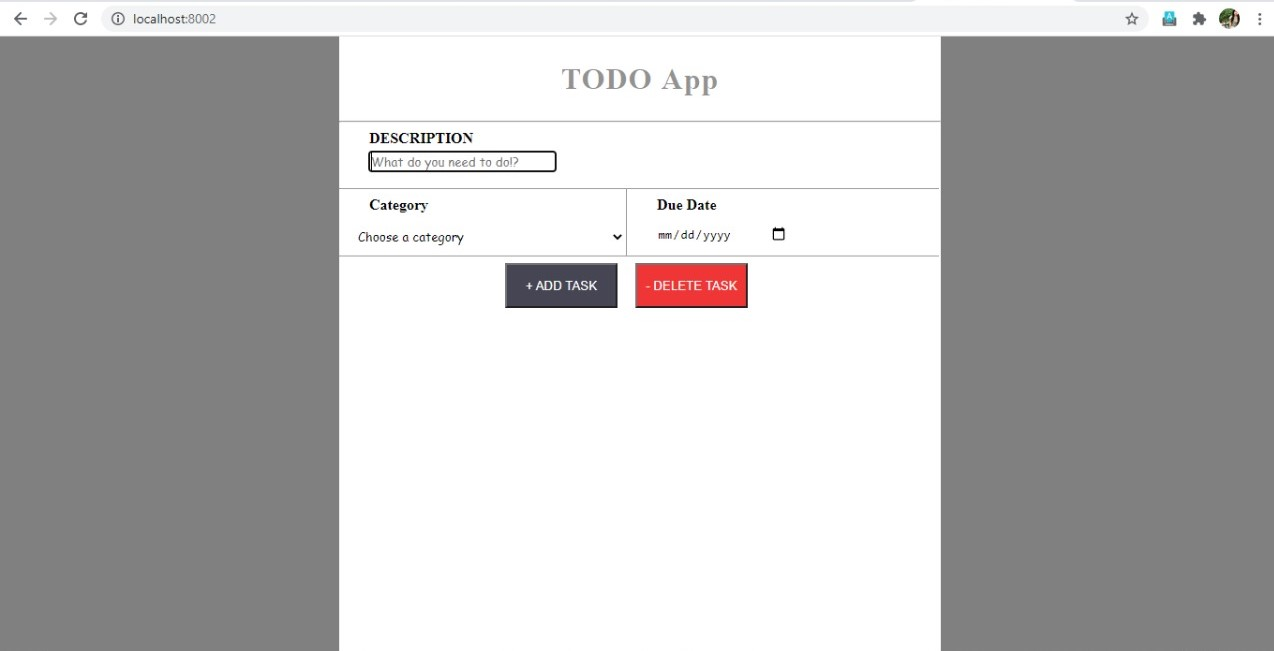 localhost:8002
TODO App
DESCRIPTION
What do you need to do!?
Category
Due Date
Choose a category
mm/dd/yyyy
+ ADD TASK
- DELETE TASK